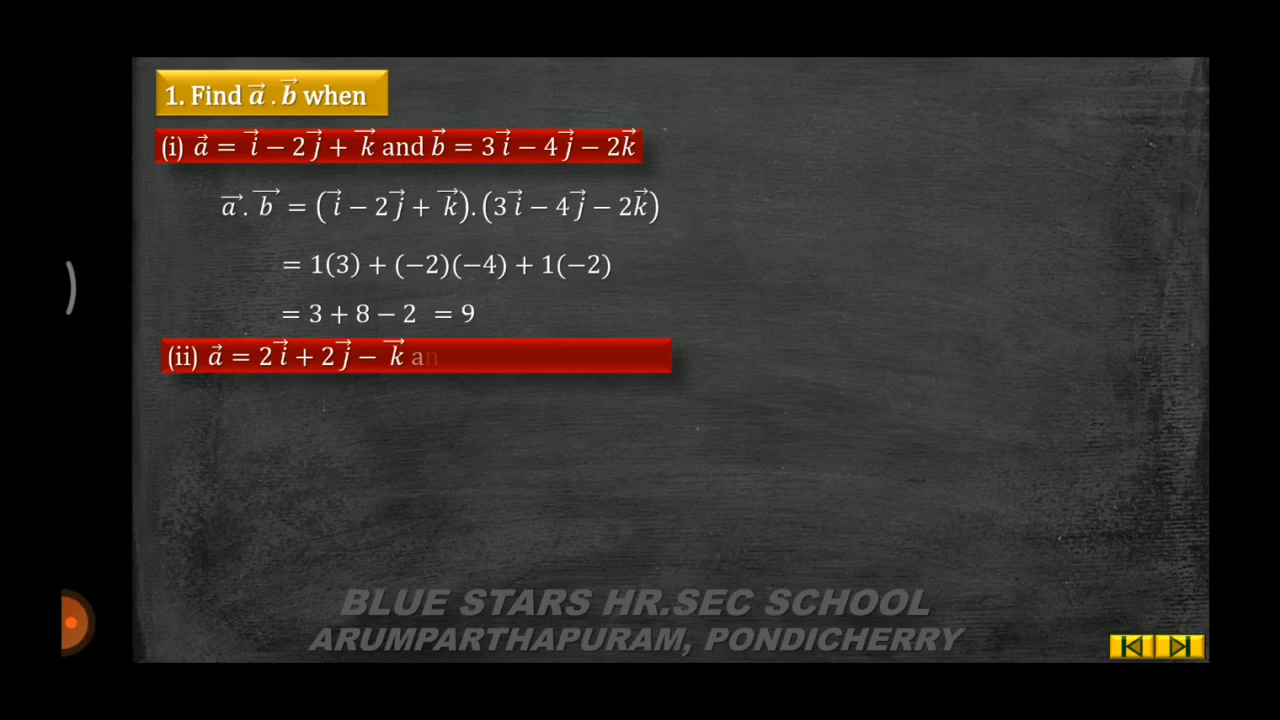 1. Find a⃗ . b⃗ when
(i) a⃗ = i⃗ − 2j⃗ + k⃗ and b⃗ = 3i⃗ − 4j⃗ − 2k⃗
a⃗ . b⃗ = (i⃗ − 2j⃗ + k⃗).(3i⃗ − 4j⃗ − 2k⃗)
= 1(3) + (−2)(−4) + 1(−2)
= 3 + 8 − 2 = 9
(ii) a⃗ = 2i⃗ + 2j⃗ − k⃗ an
BLUE STARS HR.SEC SCHOOL
ARUMPARTHAPURAM, PONDICHERRY